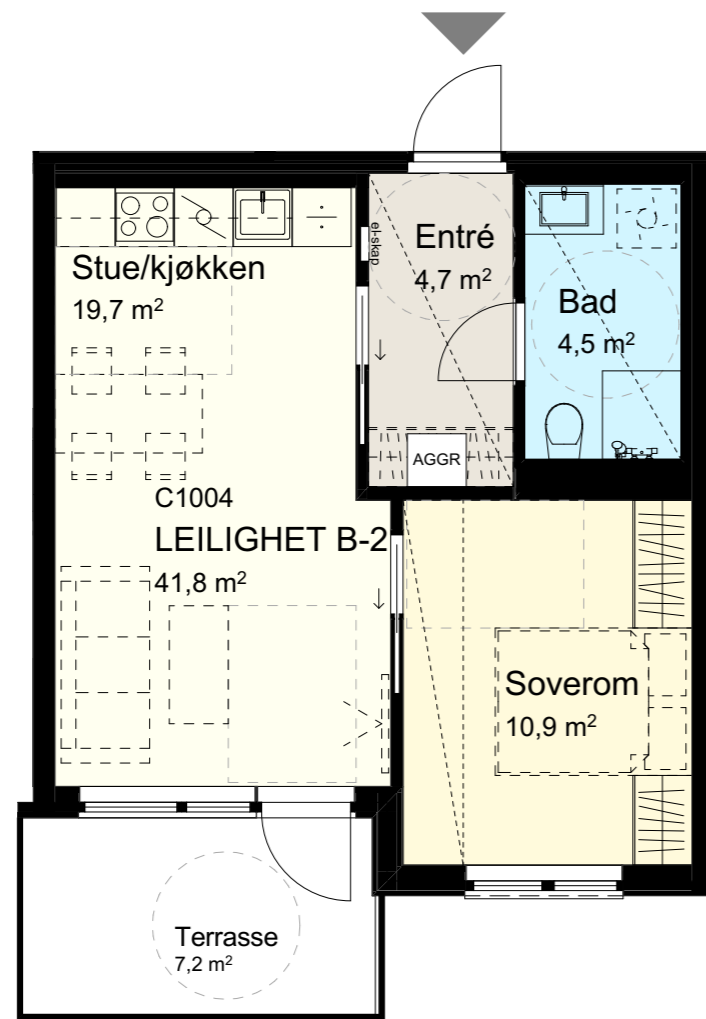 Entré
4,7 m²
el-skap
Stue/kjøkken
19,7 m²
Bad
4,5 m²
AGGR
C1004
LEILIGHET B-2
41,8 m²
Soverom
10,9 m²
Terrasse
7,2 m²